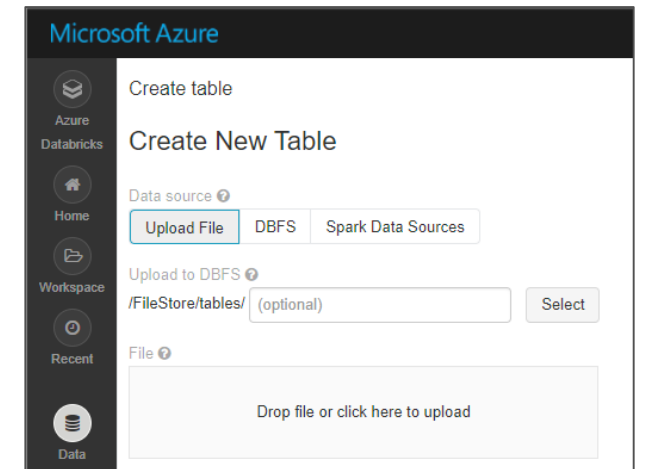 Microsoft Azure
Azure
Databricks
Home
Workspace
Recent
Data
Create table
Create New Table
Data source
Upload File DBFS Spark Data Sources
Upload to DBFS
/FileStore/tables/ (optional) Select
File
Drop file or click here to upload